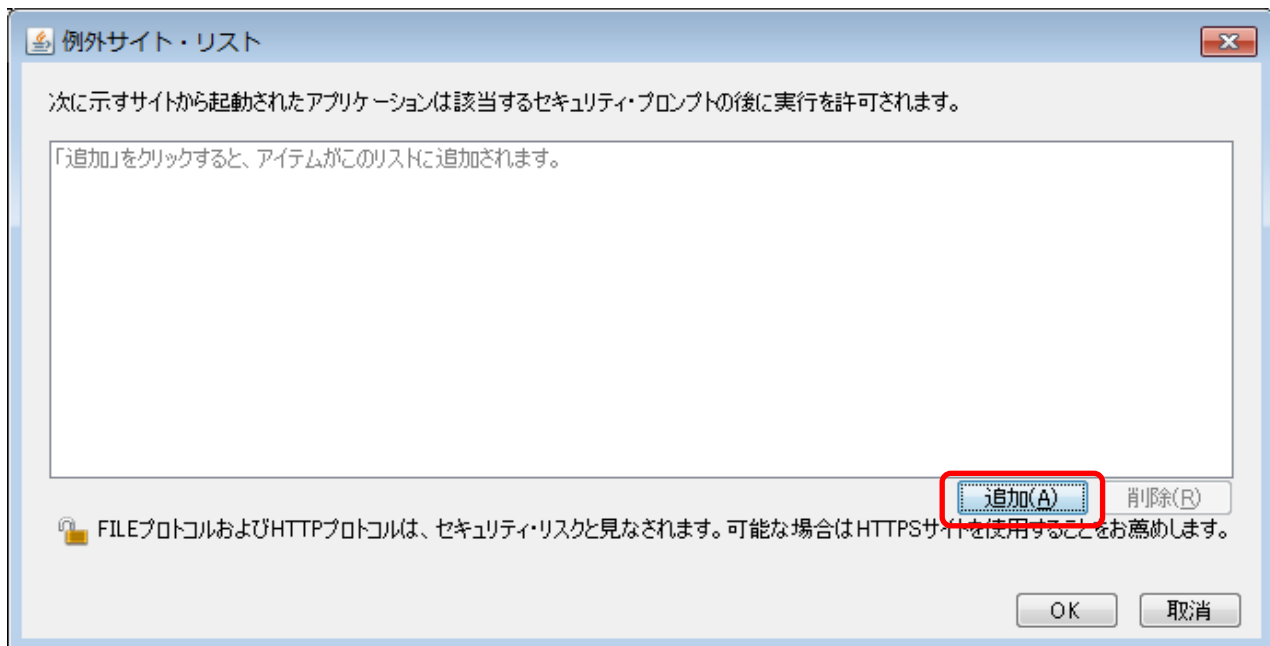 例外サイト・リスト
次に示すサイトから起動されたアプリケーションは該当するセキュリティ・プロンプトの後に実行を許可されます。
「追加」をクリックすると、アイテムがこのリストに追加されます。
追加(A) 削除(R)
FILEプロトコルおよびHTTPプロトコルは、セキュリティ・リスクと見なされます。可能な場合はHTTPSサイトを使用することをお薦めします。
OK 取消